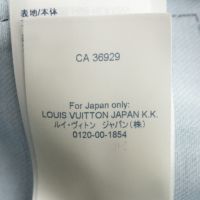 表地/本体
CA 36929
For Japan only:
LOUIS VUITTON JAPAN K.K.
ルイ・ヴィトン ジャパン(株)
0120-00-1854